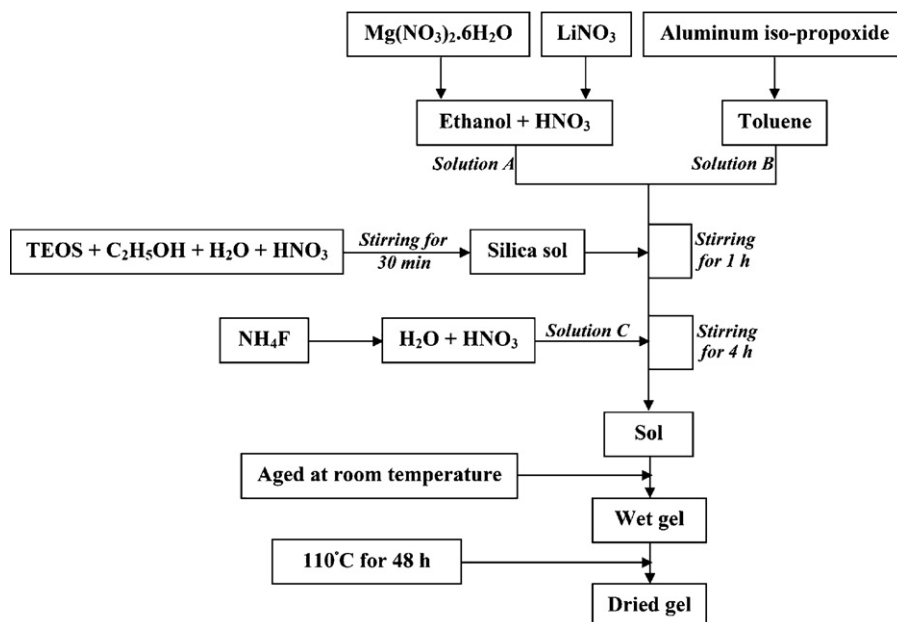 Mg(NO₃)₂.6H₂O
LiNO₃
Aluminum iso-propoxide
Ethanol + HNO₃
Toluene
Solution A
Solution B
TEOS + C₂H₅OH + H₂O + HNO₃
Stirring for
30 min
Silica sol
Stirring
for 1 h
NH₄F
H₂O + HNO₃
Solution C
Stirring
for 4 h
Sol
Aged at room temperature
Wet gel
110°C for 48 h
Dried gel